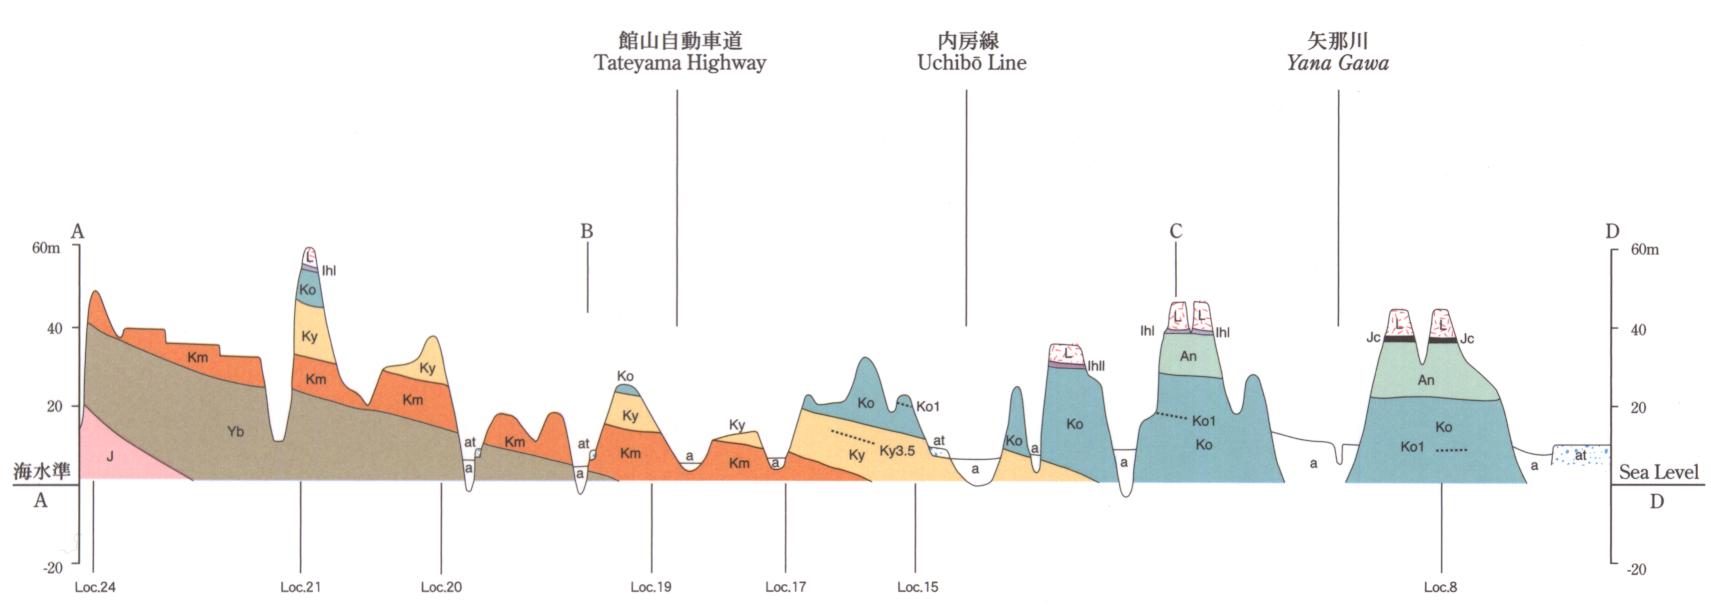 館山自動車道
Tateyama Highway
内房線
Uchibō Line
矢那川
Yana Gawa
A
B
C
D
60m
40
20
海水準
A
-20
60m
40
20
Sea Level
D
-20
L
Ihl
Ko
Ky
Km
Km
Yb
J
Ky
Km
at
a
Km
at
a
Ko
Ky
Km
a
Ky
Km
a
Ko
Ko1
Ky3.5
Ky
at
a
Ko
a
L
Ihll
Ko
a
L
L
Ihl
Ihl
An
Ko1
Ko
a
L
L
Jc
Jc
An
Ko
Ko1
a
at
Loc.24
Loc.21
Loc.20
Loc.19
Loc.17
Loc.15
Loc.8